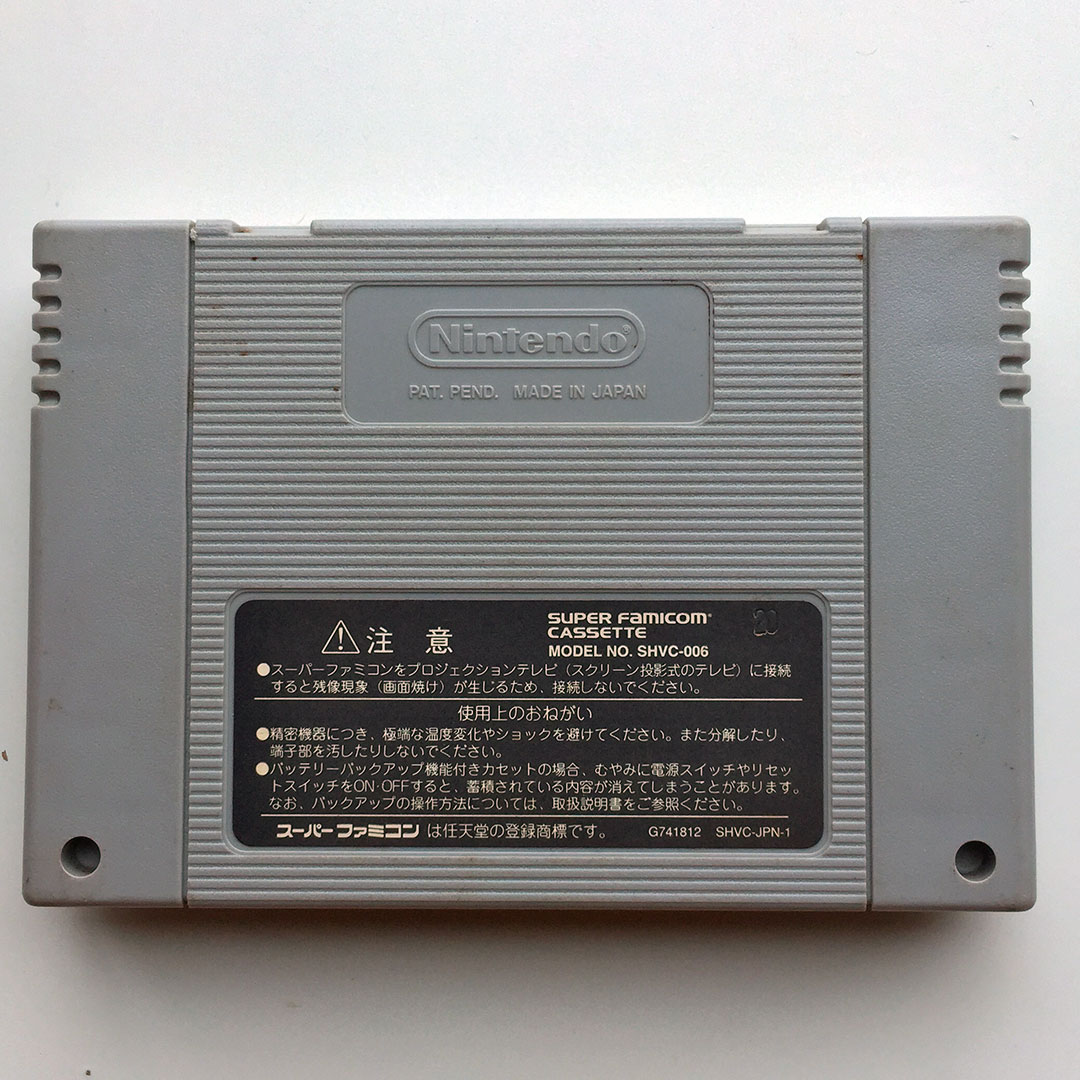 Nintendo®
PAT. PEND. MADE IN JAPAN
注 意
SUPER FAMICOM®
CASSETTE
MODEL NO. SHVC-006
20
●スーパーファミコンをプロジェクションテレビ（スクリーン投影式のテレビ）に接続
すると残像現象（画面焼け）が生じるため、接続しないでください。
使用上のおねがい
●精密機器につき、極端な温度変化やショックを避けてください。また分解したり、
端子部を汚したりしないでください。
●バッテリーバックアップ機能付きカセットの場合、むやみに電源スイッチやリセッ
トスイッチをON·OFFすると、蓄積されている内容が消えてしまうことがあります。
なお、バックアップの操作方法については、取扱説明書をご参照ください。
スーパーファミコン は任天堂の登録商標です。 G741812 SHVC-JPN-1